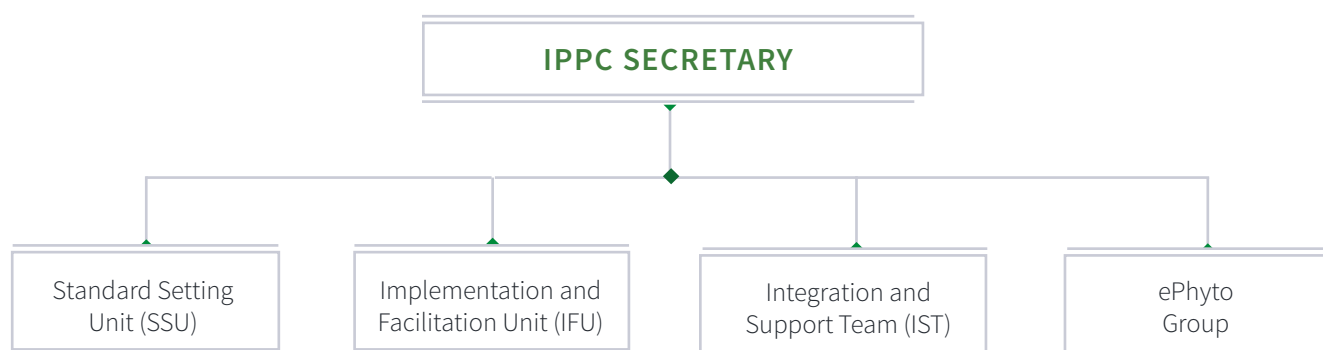 IPPC SECRETARY
Standard Setting
Unit (SSU)
Implementation and
Facilitation Unit (IFU)
Integration and
Support Team (IST)
ePhyto
Group